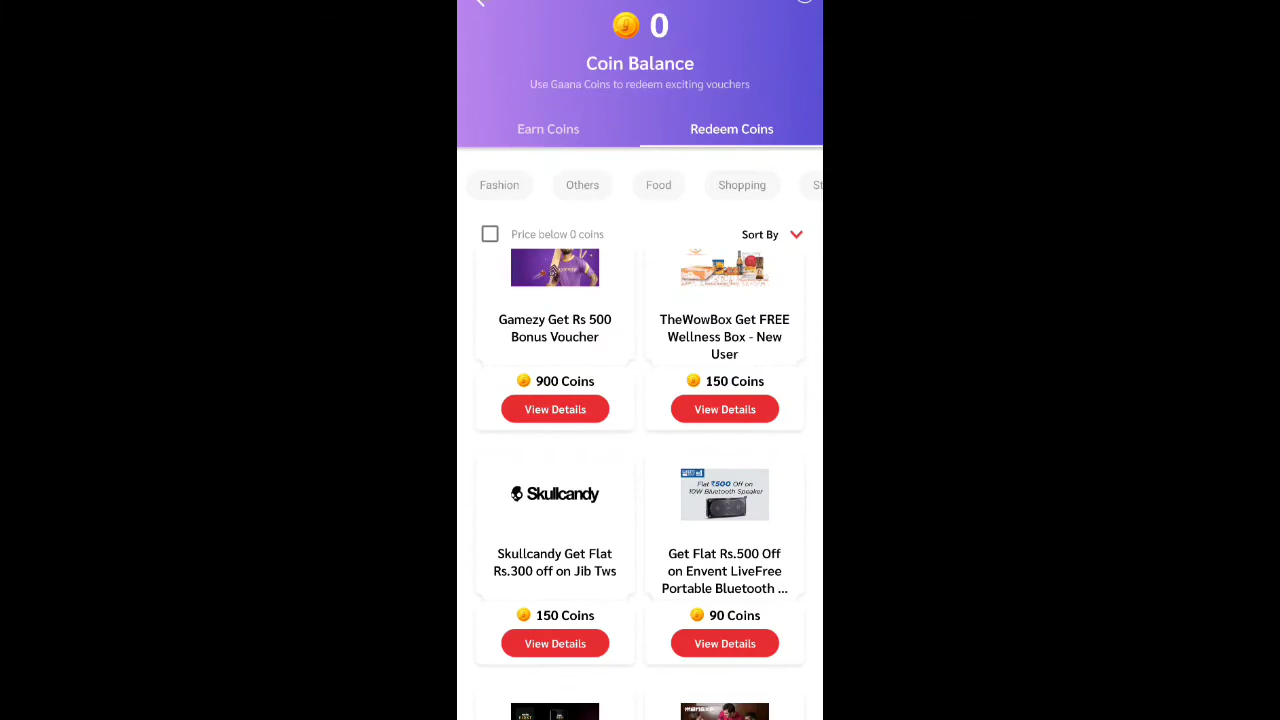 0
Coin Balance
Use Gaana Coins to redeem exciting vouchers
Earn Coins
Redeem Coins
Fashion
Others
Food
Shopping
St
Price below 0 coins
Sort By
Gamezy Get Rs 500
Bonus Voucher
900 Coins
View Details
TheWowBox Get FREE
Wellness Box - New
User
150 Coins
View Details
Skullcandy
Skullcandy Get Flat
Rs.300 off on Jib Tws
150 Coins
View Details
Flat ₹500 Off on
10W Bluetooth Speaker
Get Flat Rs.500 Off
on Envent LiveFree
Portable Bluetooth ...
90 Coins
View Details